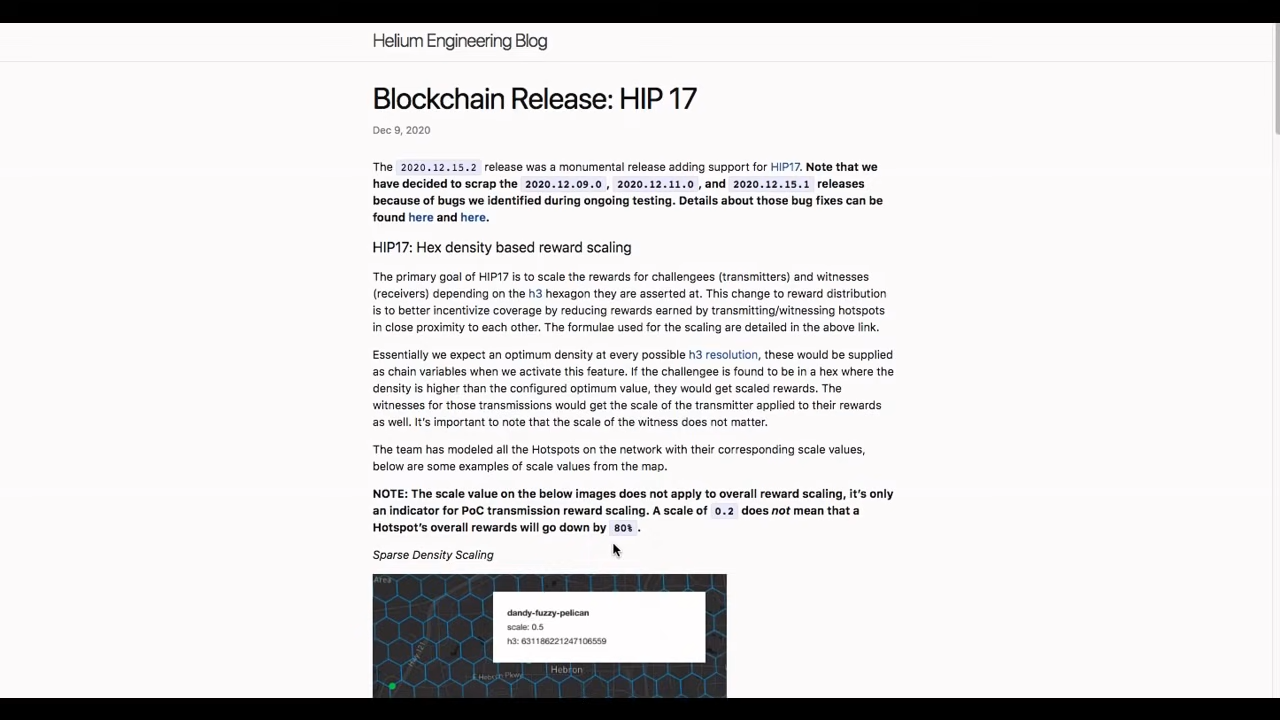 Helium Engineering Blog
Blockchain Release: HIP 17
Dec 9, 2020
The 2020.12.15.2 release was a monumental release adding support for HIP17. Note that we
have decided to scrap the 2020.12.09.0, 2020.12.11.0, and 2020.12.15.1 releases
because of bugs we identified during ongoing testing. Details about those bug fixes can be
found here and here.
HIP17: Hex density based reward scaling
The primary goal of HIP17 is to scale the rewards for challengees (transmitters) and witnesses
(receivers) depending on the h3 hexagon they are asserted at. This change to reward distribution
is to better incentivize coverage by reducing rewards earned by transmitting/witnessing hotspots
in close proximity to each other. The formulae used for the scaling are detailed in the above link.
Essentially we expect an optimum density at every possible h3 resolution, these would be supplied
as chain variables when we activate this feature. If the challengee is found to be in a hex where the
density is higher than the configured optimum value, they would get scaled rewards. The
witnesses for those transmissions would get the scale of the transmitter applied to their rewards
as well. It's important to note that the scale of the witness does not matter.
The team has modeled all the Hotspots on the network with their corresponding scale values,
below are some examples of scale values from the map.
NOTE: The scale value on the below images does not apply to overall reward scaling, it's only
an indicator for PoC transmission reward scaling. A scale of 0.2 does not mean that a
Hotspot's overall rewards will go down by 80%.
Sparse Density Scaling
dandy-fuzzy-pelican
scale: 0.5
h3: 631186221247106559
Hebron
E Hebron Pkwy